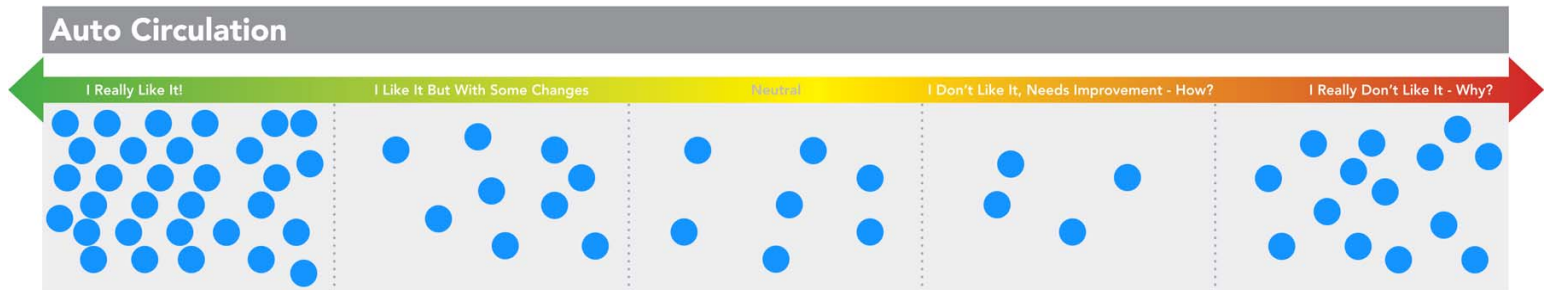 Auto Circulation
I Really Like It!
I Like It But With Some Changes
Neutral
I Don't Like It, Needs Improvement - How?
I Really Don't Like It - Why?